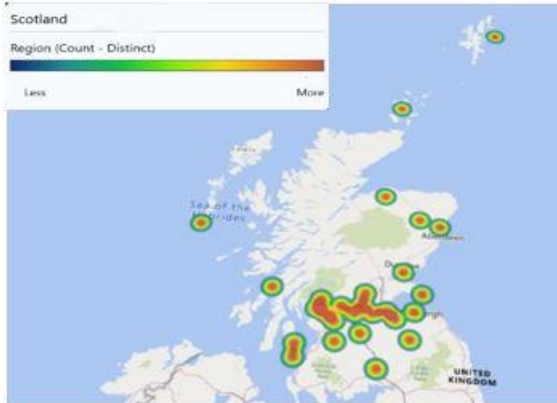 Scotland
Region (Count - Distinct)
Less
More
Sea of the
Hebrides
Aberdeen
UNITED
KINGDOM